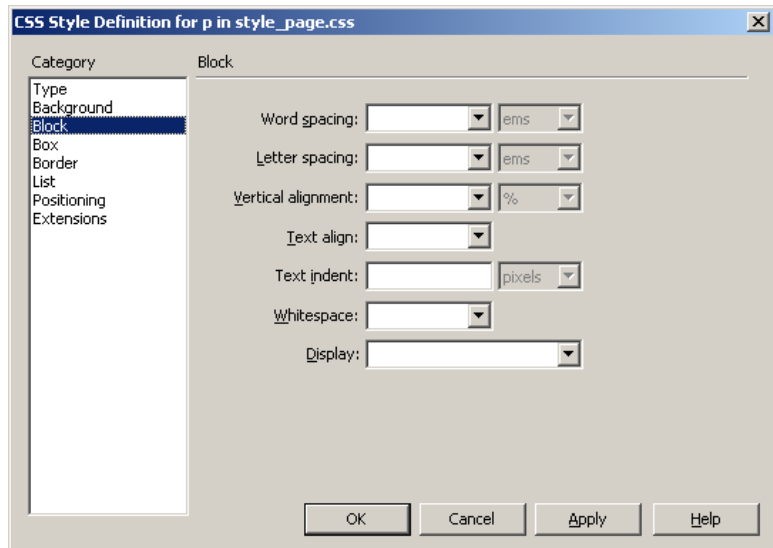 CSS Style Definition for p in style_page.css
Category
Block
Type
Background
Block
Box
Border
List
Positioning
Extensions
Word spacing: ems
Letter spacing: ems
Vertical alignment: %
Text align:
Text indent: pixels
Whitespace:
Display:
OK Cancel Apply Help